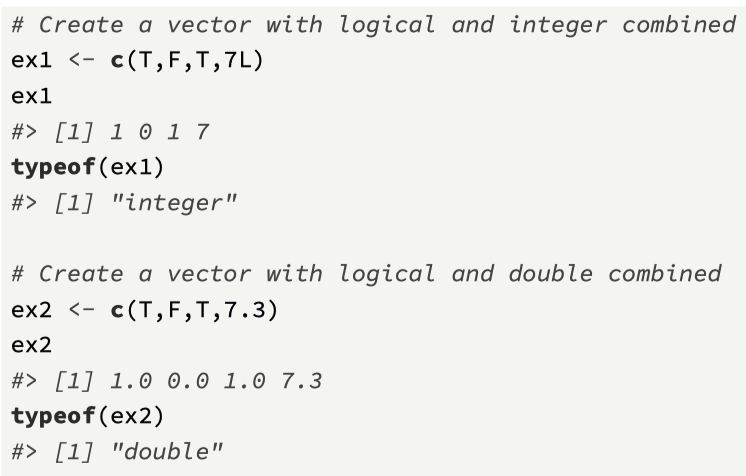 # Create a vector with logical and integer combined
ex1 <- c(T,F,T,7L)
ex1
#> [1] 1 0 1 7
typeof(ex1)
#> [1] "integer"
# Create a vector with logical and double combined
ex2 <- c(T,F,T,7.3)
ex2
#> [1] 1.0 0.0 1.0 7.3
typeof(ex2)
#> [1] "double"